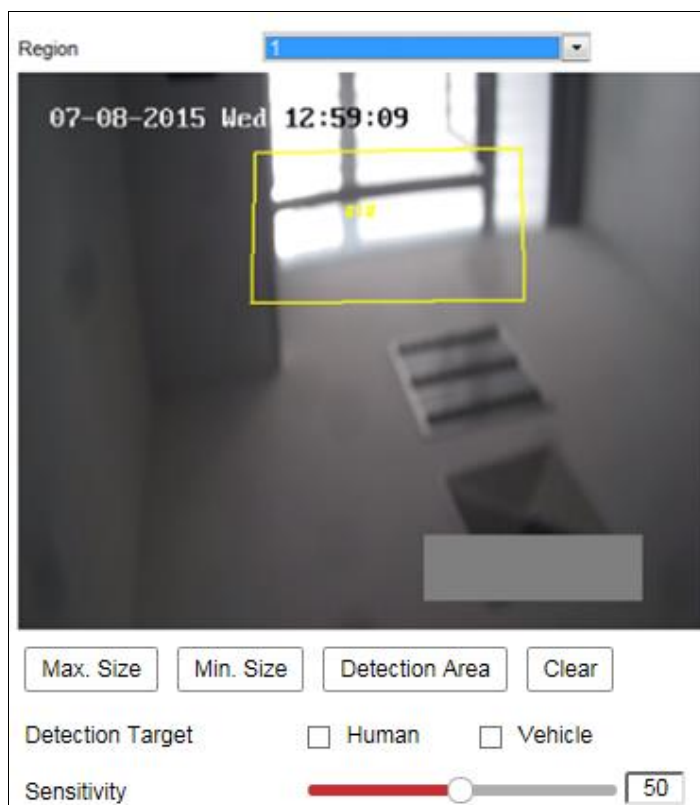 Region 1
07-08-2015 Wed 12:59:09
#1#
Max. Size Min. Size Detection Area Clear
Detection Target Human Vehicle
Sensitivity 50